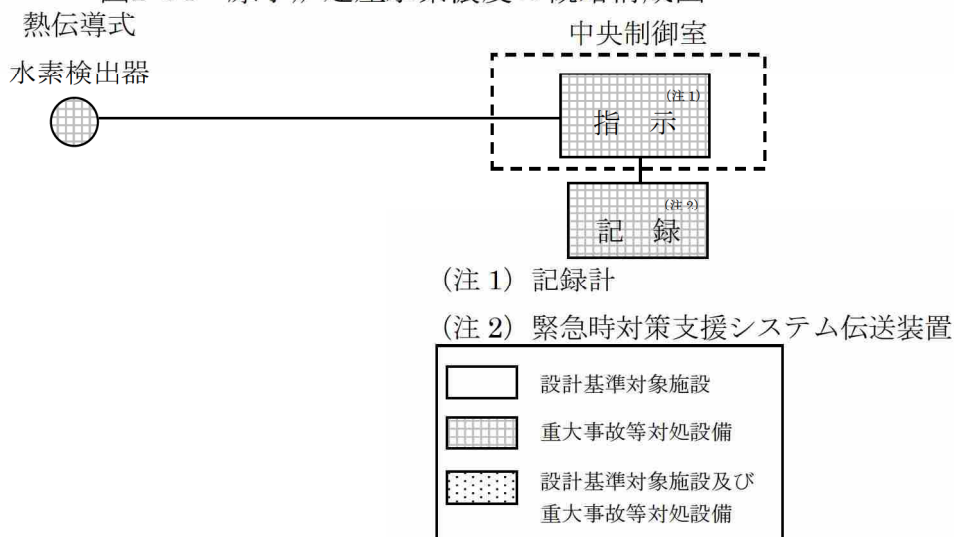 熱伝導式
水素検出器
中央制御室
(注 1)
指 示
(注 2)
記 録
(注 1) 記録計
(注 2) 緊急時対策支援システム伝送装置
設計基準対象施設
重大事故等対処設備
設計基準対象施設及び
重大事故等対処設備